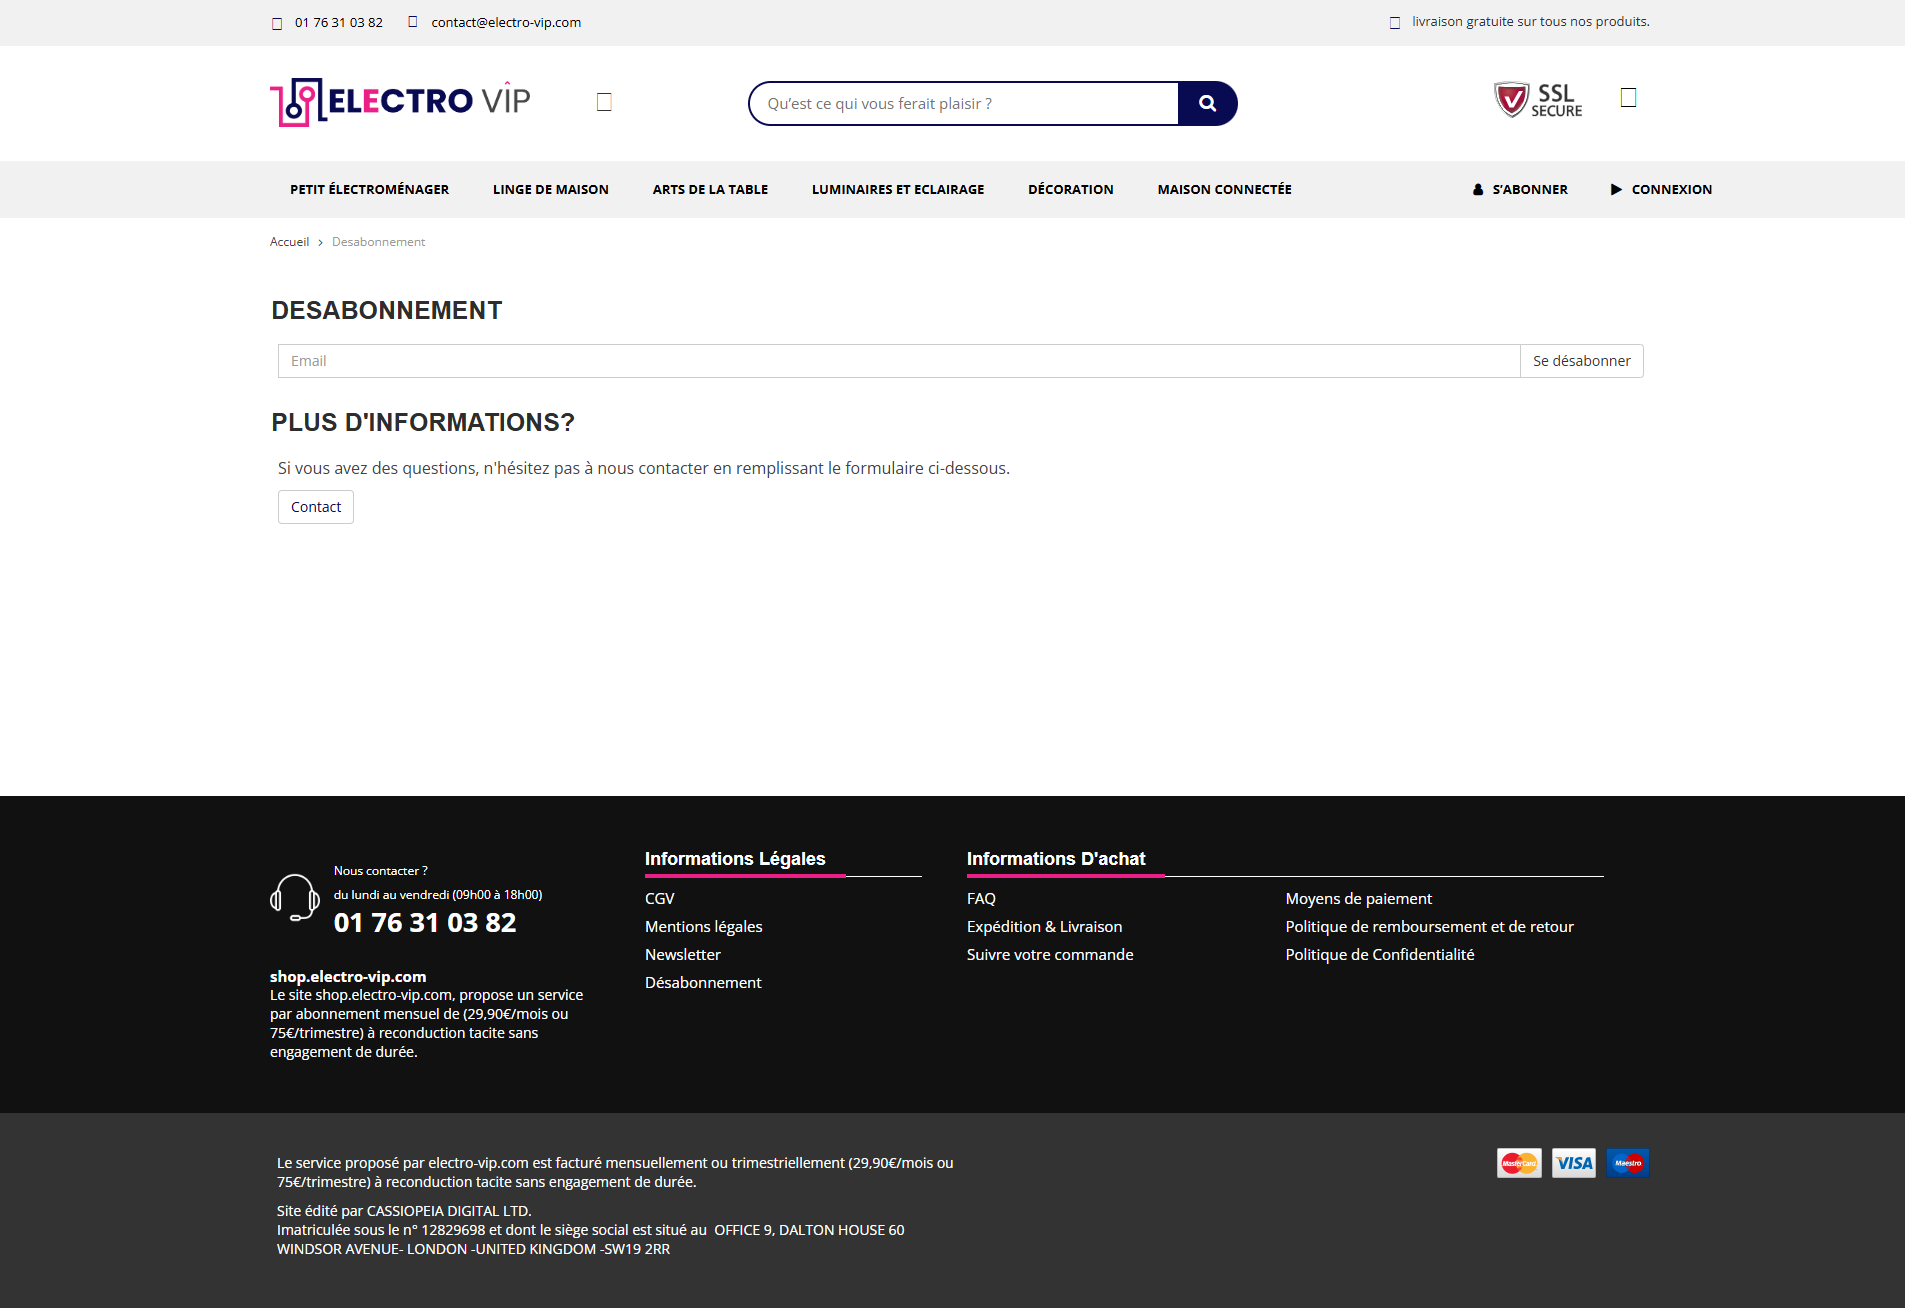 01 76 31 03 82
contact@electro-vip.com
livraison gratuite sur tous nos produits.
ELECTRO VIP
Qu’est ce qui vous ferait plaisir ?
SSL
SECURE
PETIT ÉLECTROMÉNAGER
LINGE DE MAISON
ARTS DE LA TABLE
LUMINAIRES ET ECLAIRAGE
DÉCORATION
MAISON CONNECTÉE
S’ABONNER
CONNEXION
Accueil > Desabonnement
DESABONNEMENT
Email
Se désabonner
PLUS D'INFORMATIONS?
Si vous avez des questions, n'hésitez pas à nous contacter en remplissant le formulaire ci-dessous.
Contact
Nous contacter ?
du lundi au vendredi (09h00 à 18h00)
01 76 31 03 82
shop.electro-vip.com
Le site shop.electro-vip.com, propose un service
par abonnement mensuel de (29,90€/mois ou
75€/trimestre) à reconduction tacite sans
engagement de durée.
Informations Légales
CGV
Mentions légales
Newsletter
Désabonnement
Informations D'achat
FAQ
Expédition & Livraison
Suivre votre commande
Moyens de paiement
Politique de remboursement et de retour
Politique de Confidentialité
Le service proposé par electro-vip.com est facturé mensuellement ou trimestriellement (29,90€/mois ou
75€/trimestre) à reconduction tacite sans engagement de durée.
Site édité par CASSIOPEIA DIGITAL LTD.
Imatriculée sous le n° 12829698 et dont le siège social est situé au OFFICE 9, DALTON HOUSE 60
WINDSOR AVENUE- LONDON -UNITED KINGDOM -SW19 2RR
MasterCard
VISA
Maestro